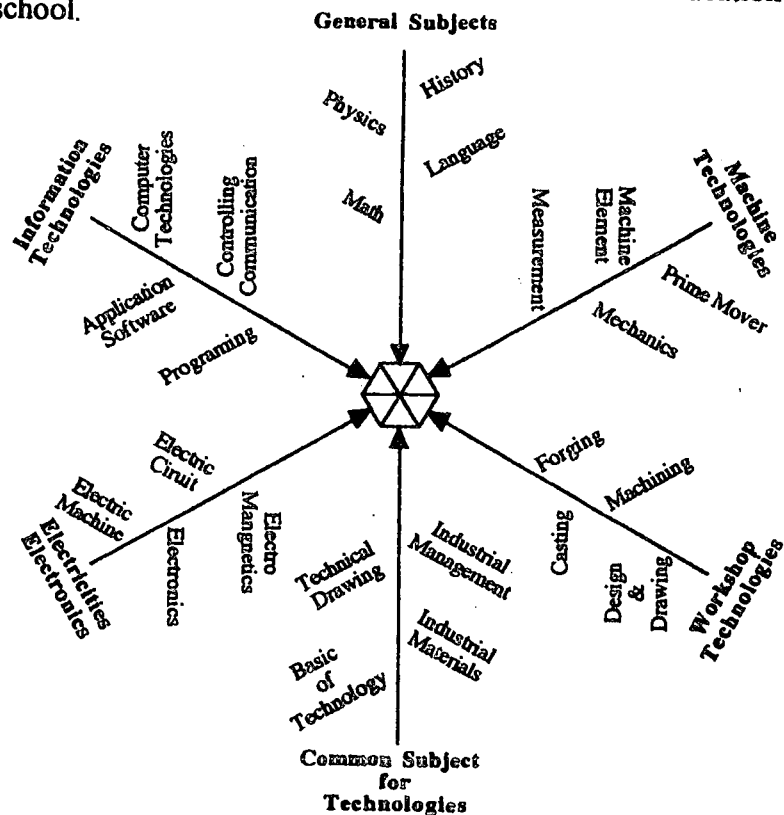 school.
General Subjects
Physics
History
Language
Math
Information
Technologies
Computer
Technologies
Controlling
Communication
Application
Software
Programing
Machine
Technologies
Measurement
Machine
Element
Prime Mover
Mechanics
Electric
Ciruit
Electric
Machine
Electricities
Electronics
Electronics
Electro
Mangnetics
Forging
Machining
Casting
Design
&
Drawing
Workshop
Technologies
Technical
Drawing
Industrial
Management
Basic
of
Technology
Industrial
Materials
Common Subject
for
Technologies